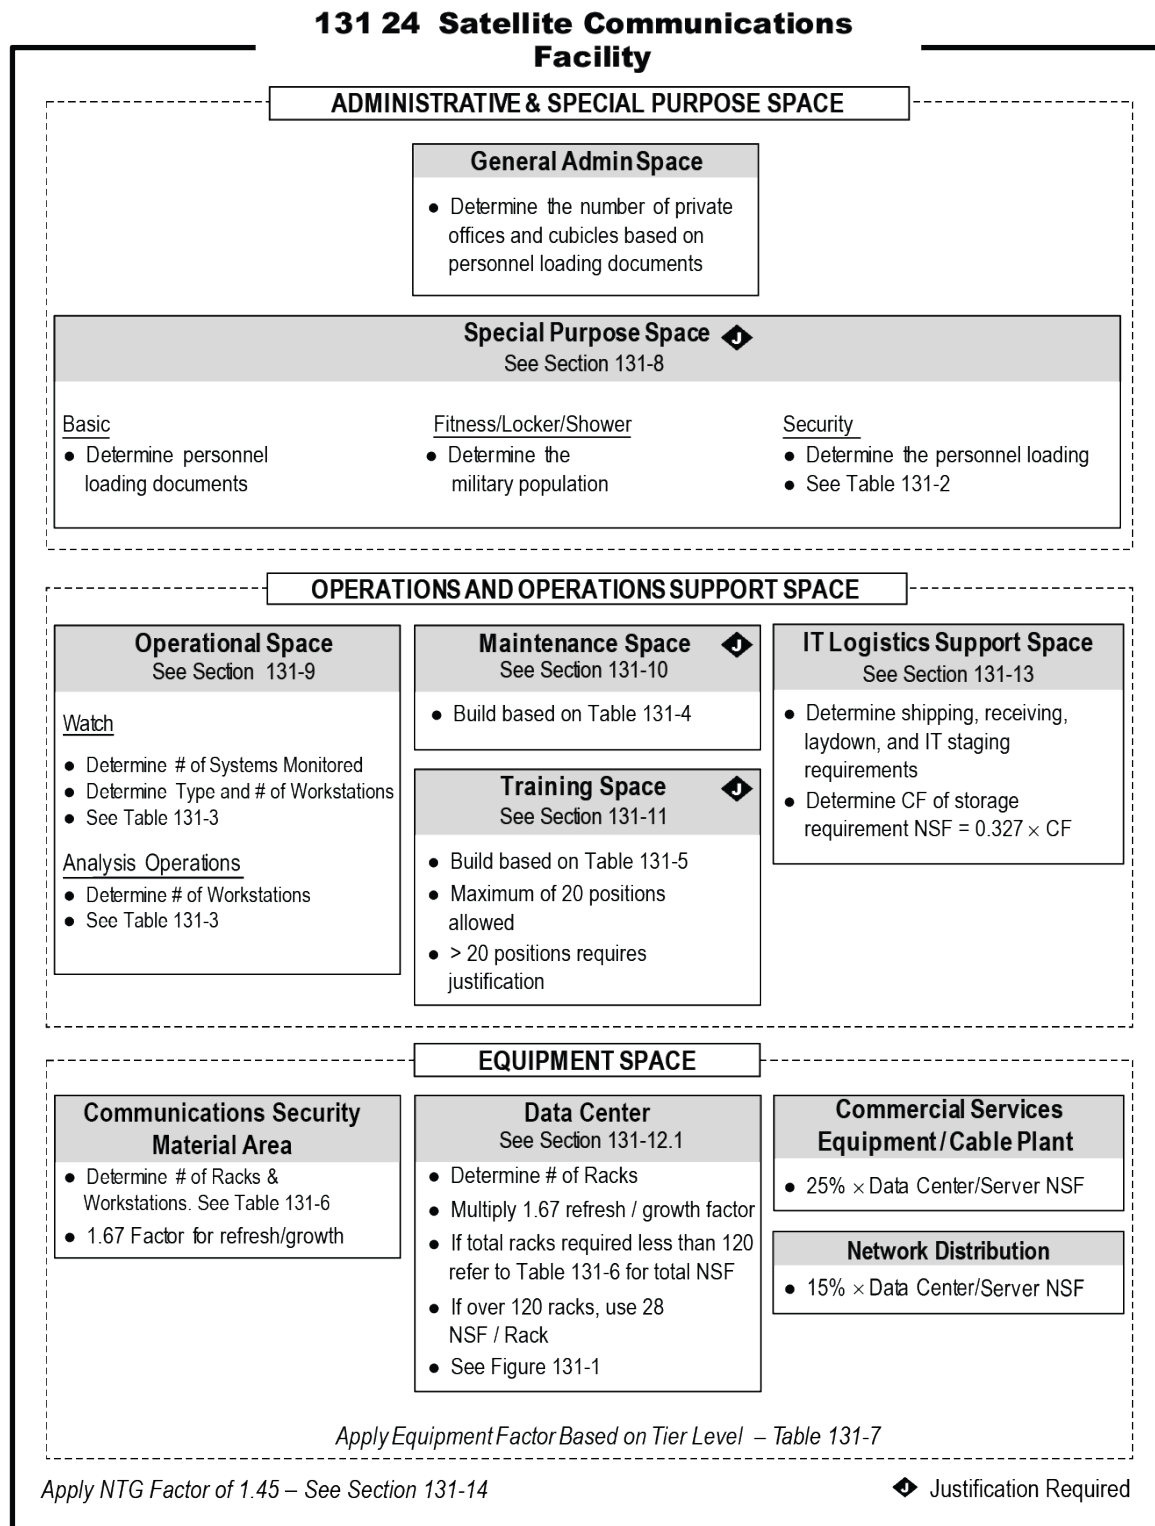 131 24 Satellite Communications
Facility
ADMINISTRATIVE & SPECIAL PURPOSE SPACE
General Admin Space
● Determine the number of private
offices and cubicles based on
personnel loading documents
Special Purpose Space J
See Section 131-8
Basic
● Determine personnel
loading documents
Fitness/Locker/Shower
● Determine the
military population
Security
● Determine the personnel loading
● See Table 131-2
OPERATIONS AND OPERATIONS SUPPORT SPACE
Operational Space
See Section 131-9
Watch
● Determine # of Systems Monitored
● Determine Type and # of Workstations
● See Table 131-3
Analysis Operations
● Determine # of Workstations
● See Table 131-3
Maintenance Space J
See Section 131-10
● Build based on Table 131-4
Training Space J
See Section 131-11
● Build based on Table 131-5
● Maximum of 20 positions
allowed
● > 20 positions requires
justification
IT Logistics Support Space
See Section 131-13
● Determine shipping, receiving,
laydown, and IT staging
requirements
● Determine CF of storage
requirement NSF = 0.327 × CF
EQUIPMENT SPACE
Communications Security
Material Area
● Determine # of Racks &
Workstations. See Table 131-6
● 1.67 Factor for refresh/growth
Data Center
See Section 131-12.1
● Determine # of Racks
● Multiply 1.67 refresh / growth factor
● If total racks required less than 120
refer to Table 131-6 for total NSF
● If over 120 racks, use 28
NSF / Rack
● See Figure 131-1
Commercial Services
Equipment / Cable Plant
● 25% × Data Center/Server NSF
Network Distribution
● 15% × Data Center/Server NSF
Apply Equipment Factor Based on Tier Level – Table 131-7
Apply NTG Factor of 1.45 – See Section 131-14
J Justification Required